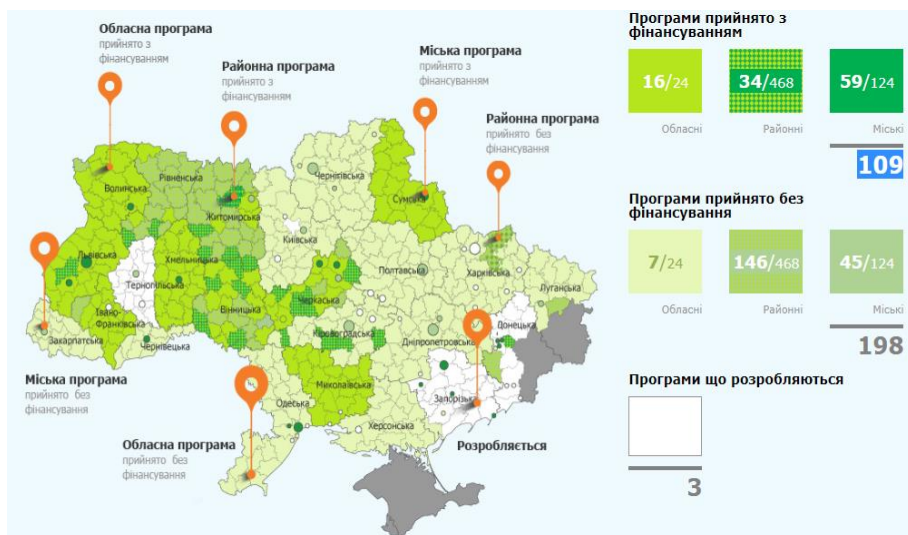 Обласна програма
прийнято з
фінансуванням
Районна програма
прийнято з
фінансуванням
Міська програма
прийнято з
фінансуванням
Районна програма
прийнято без
фінансування
Волинська
Рівненська
Житомирська
Чернігівська
Сумська
Київська
Львівська
Тернопільська
Хмельницька
Вінницька
Черкаська
Полтавська
Харківська
Луганська
Івано-
Франківська
Закарпатська
Чернівецька
Кіровоградська
Дніпропетровська
Донецька
Миколаївська
Запорізька
Одеська
Херсонська
Міська програма
прийнято без
фінансування
Обласна програма
прийнято без
фінансування
Розробляється
Програми прийнято з
фінансуванням
16/24
34/468
59/124
Обласні
Районні
Міські
109
Програми прийнято без
фінансування
7/24
146/468
45/124
Обласні
Районні
Міські
198
Програми що розробляються
3